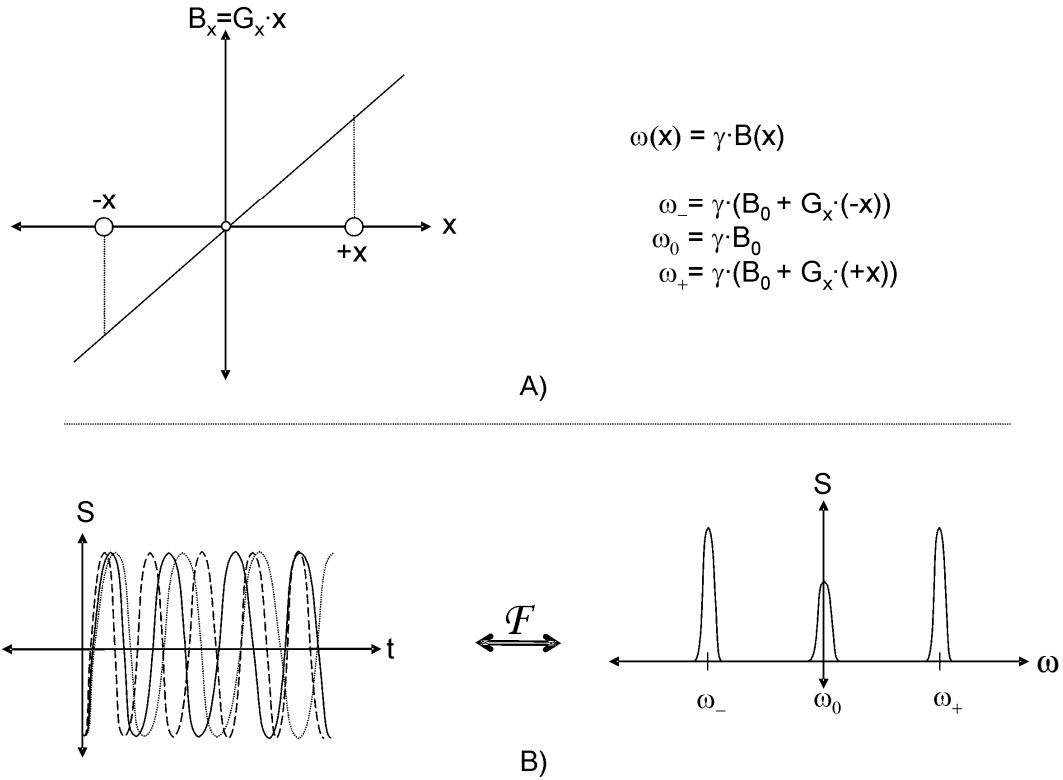 Bₓ=Gₓ·x
-x
x
+x
ω(x) = γ·B(x)
ω₋= γ·(B₀ + Gₓ·(-x))
ω₀ = γ·B₀
ω₊= γ·(B₀ + Gₓ·(+x))
A)
S
t
ℱ
S
ω
ω₋
ω₀
ω₊
B)